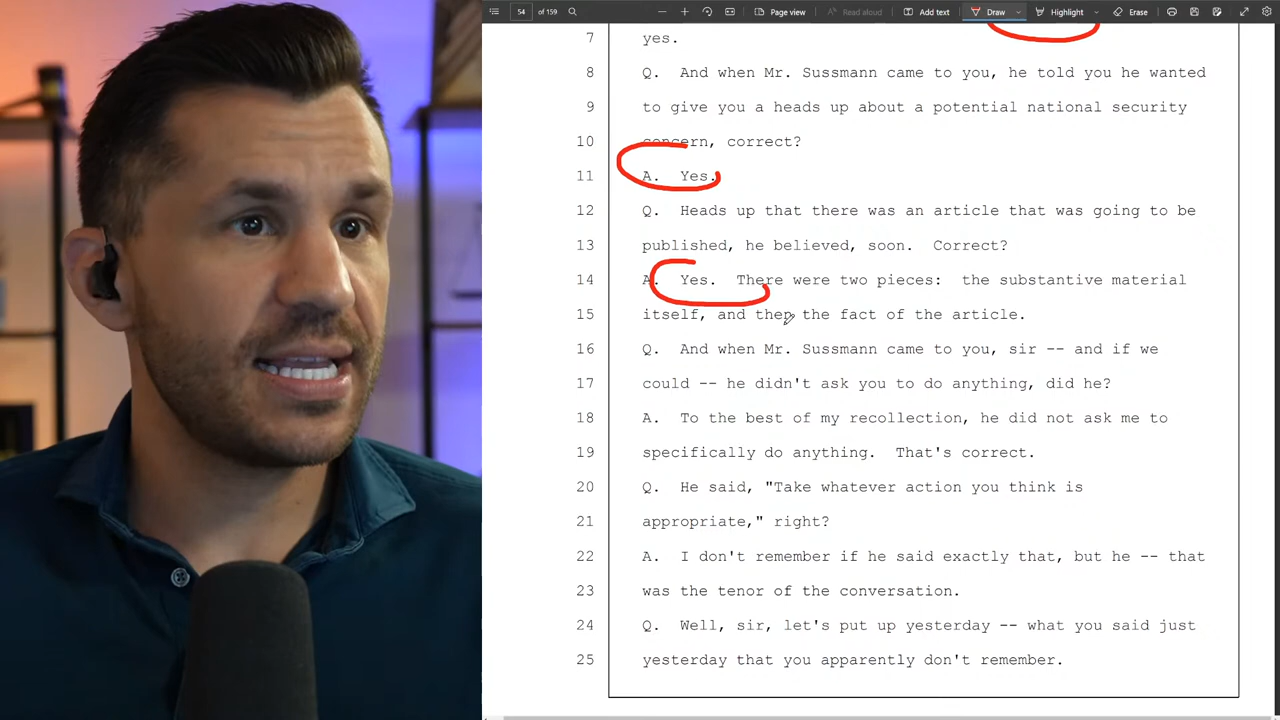 54 of 159 Page view Read aloud Add text Draw Highlight Erase
7 yes.
8 Q. And when Mr. Sussmann came to you, he told you he wanted
9 to give you a heads up about a potential national security
10 concern, correct?
11 A. Yes.
12 Q. Heads up that there was an article that was going to be
13 published, he believed, soon. Correct?
14 A. Yes. There were two pieces: the substantive material
15 itself, and then the fact of the article.
16 Q. And when Mr. Sussmann came to you, sir -- and if we
17 could -- he didn't ask you to do anything, did he?
18 A. To the best of my recollection, he did not ask me to
19 specifically do anything. That's correct.
20 Q. He said, "Take whatever action you think is
21 appropriate," right?
22 A. I don't remember if he said exactly that, but he -- that
23 was the tenor of the conversation.
24 Q. Well, sir, let's put up yesterday -- what you said just
25 yesterday that you apparently don't remember.